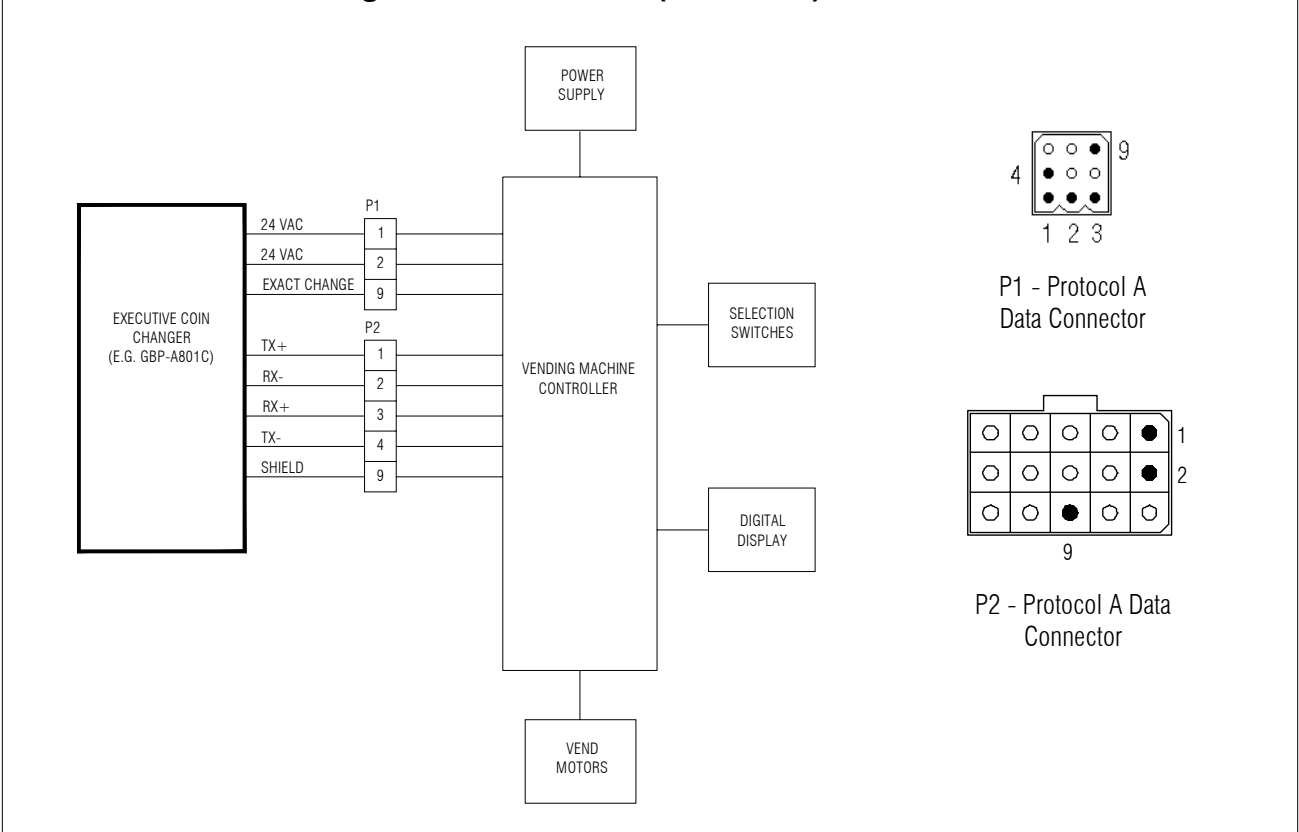 POWER
SUPPLY
P1
24 VAC
1
24 VAC
2
EXACT CHANGE
9
EXECUTIVE COIN
CHANGER
(E.G. GBP-A801C)
P2
TX+
1
RX-
2
RX+
3
TX-
4
SHIELD
9
VENDING MACHINE
CONTROLLER
SELECTION
SWITCHES
DIGITAL
DISPLAY
VEND
MOTORS
9
4
1 2 3
P1 - Protocol A
Data Connector
1
2
9
P2 - Protocol A Data
Connector